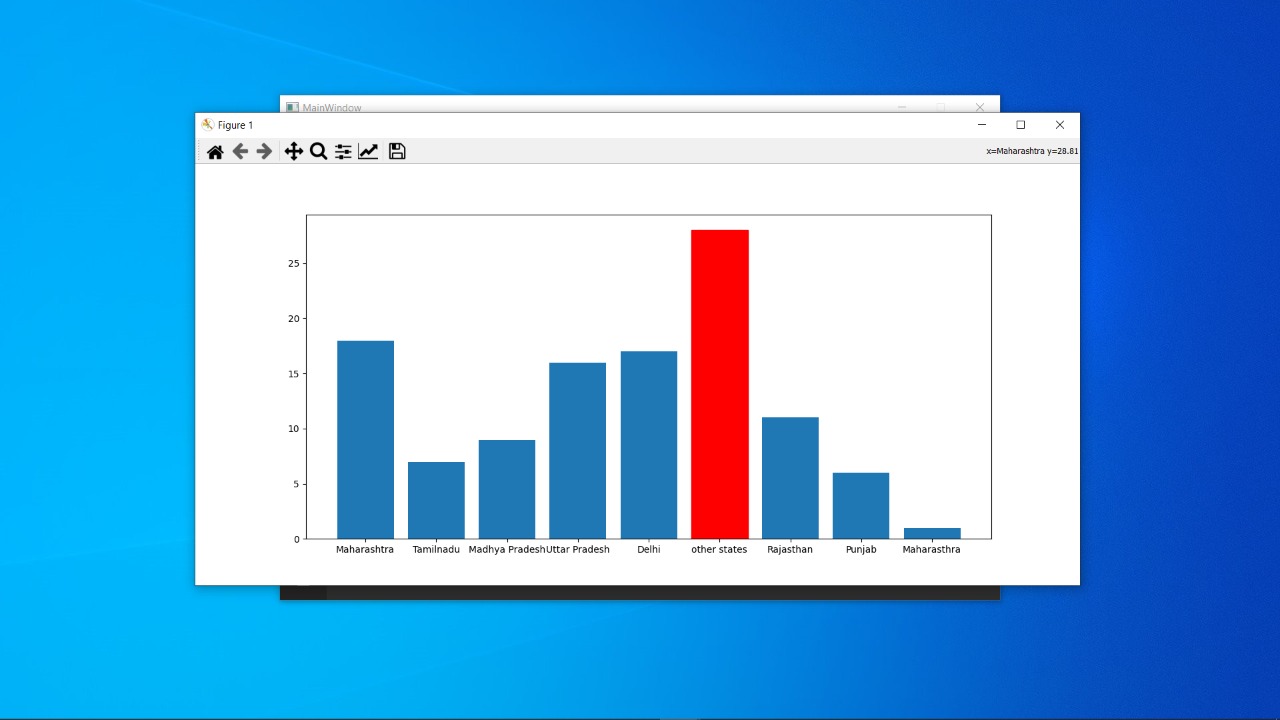 MainWindow
Figure 1
x=Maharashtra y=28.81
25
20
15
10
5
0
Maharashtra Tamilnadu Madhya Pradesh Uttar Pradesh Delhi other states Rajasthan Punjab Maharasthra